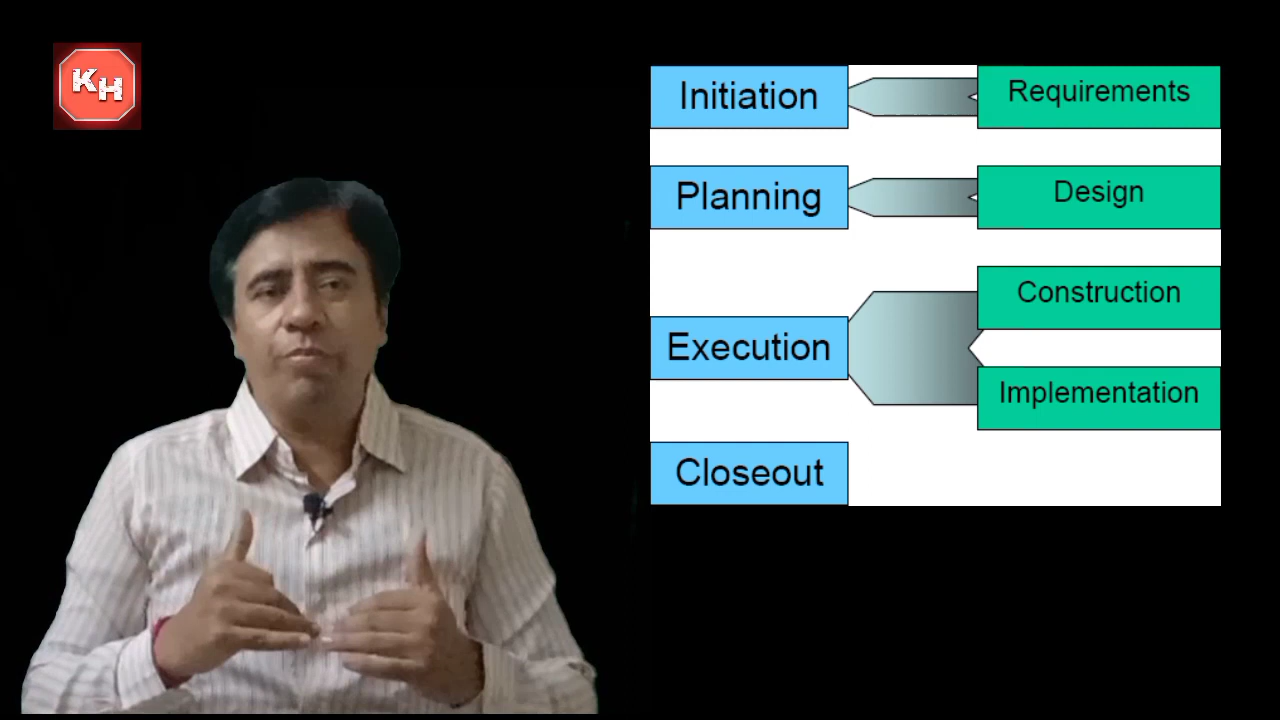 KH
Initiation
Requirements
Planning
Design
Construction
Execution
Implementation
Closeout